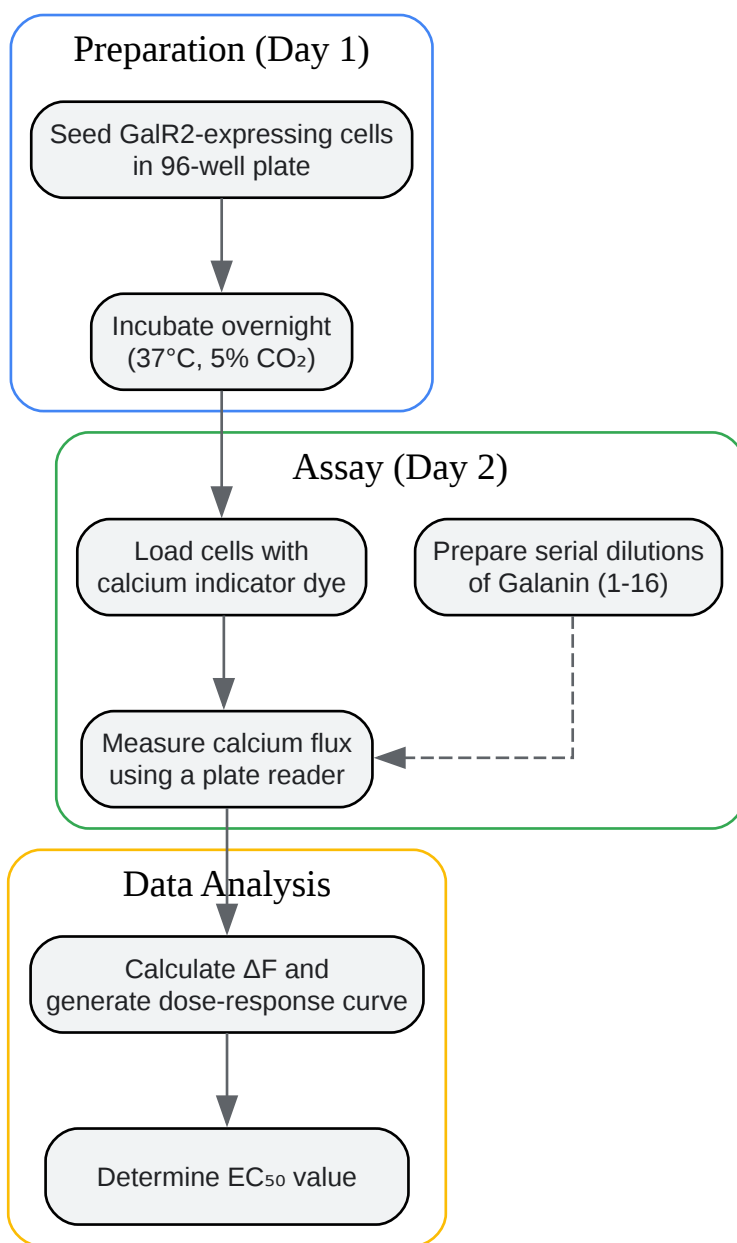 Preparation (Day 1)
Seed GalR2-expressing cells
in 96-well plate
Incubate overnight
(37°C, 5% CO₂)
Assay (Day 2)
Load cells with
calcium indicator dye
Prepare serial dilutions
of Galanin (1-16)
Measure calcium flux
using a plate reader
Data Analysis
Calculate ΔF and
generate dose-response curve
Determine EC₅₀ value